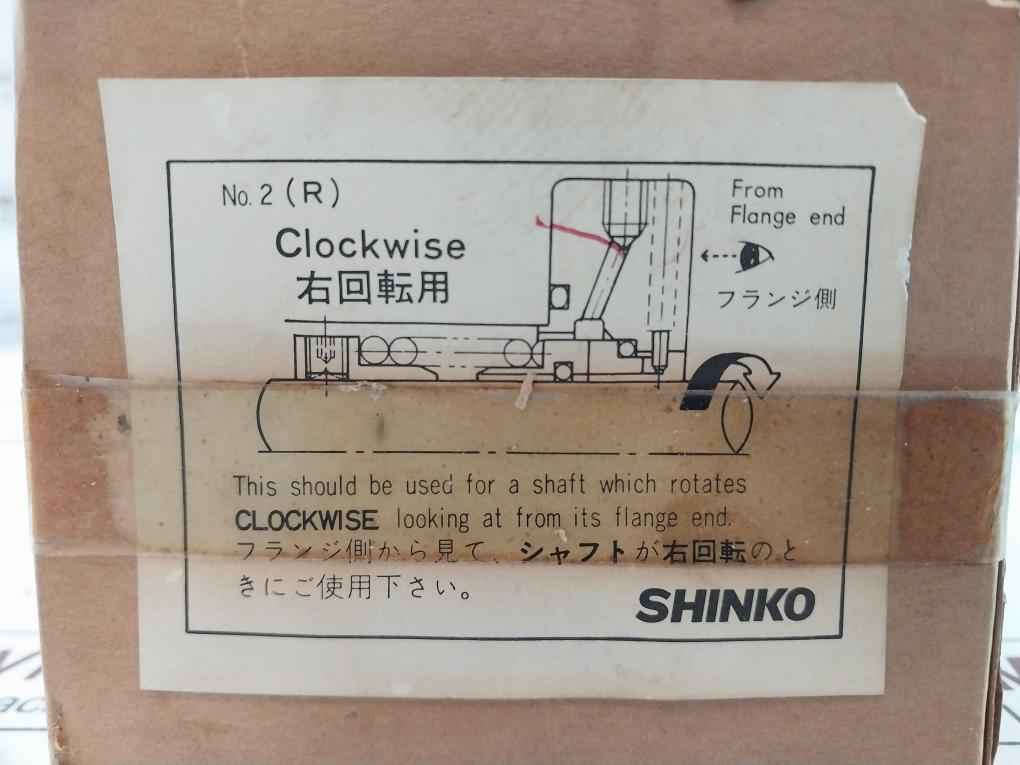 No. 2 (R)
Clockwise
右回転用
From
Flange end
フランジ側
This should be used for a shaft which rotates
CLOCKWISE looking at from its flange end.
フランジ側から見て、シャフトが右回転のと
きにご使用下さい。
SHINKO